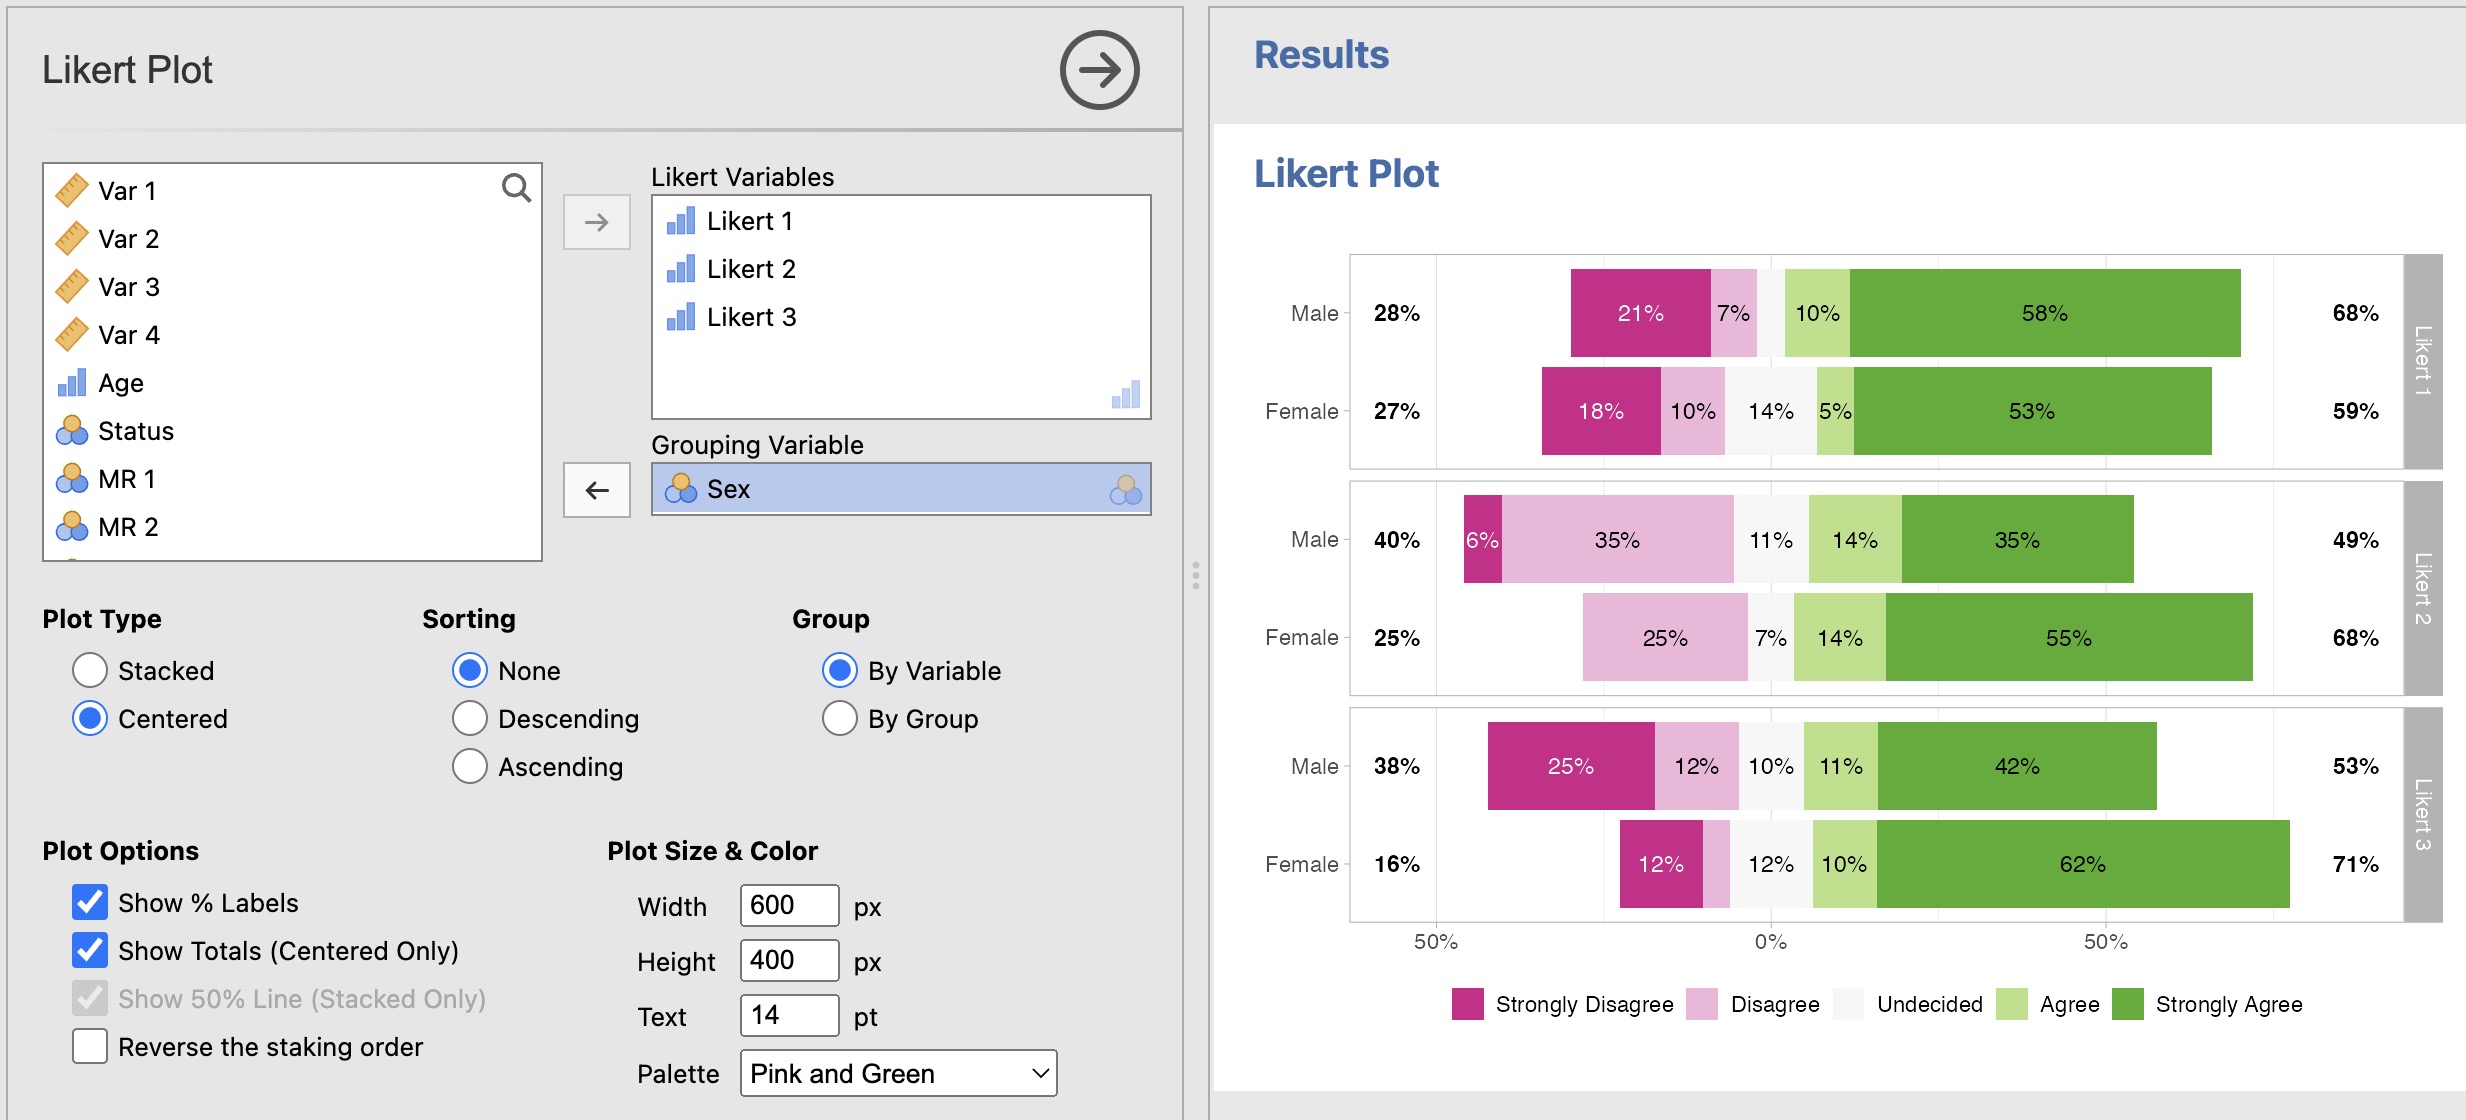 Likert Plot
Var 1
Var 2
Var 3
Var 4
Age
Status
MR 1
MR 2
Likert Variables
Likert 1
Likert 2
Likert 3
Grouping Variable
Sex
Plot Type
Stacked
Centered
Sorting
None
Descending
Ascending
Group
By Variable
By Group
Plot Options
Show % Labels
Show Totals (Centered Only)
Show 50% Line (Stacked Only)
Reverse the staking order
Plot Size & Color
Width 600 px
Height 400 px
Text 14 pt
Palette Pink and Green
Results
Likert Plot
Male 28% 21% 7% 10% 58% 68%
Female 27% 18% 10% 14% 5% 53% 59%
Likert 1
Male 40% 6% 35% 11% 14% 35% 49%
Female 25% 25% 7% 14% 55% 68%
Likert 2
Male 38% 25% 12% 10% 11% 42% 53%
Female 16% 12% 12% 10% 62% 71%
Likert 3
50% 0% 50%
Strongly Disagree Disagree Undecided Agree Strongly Agree